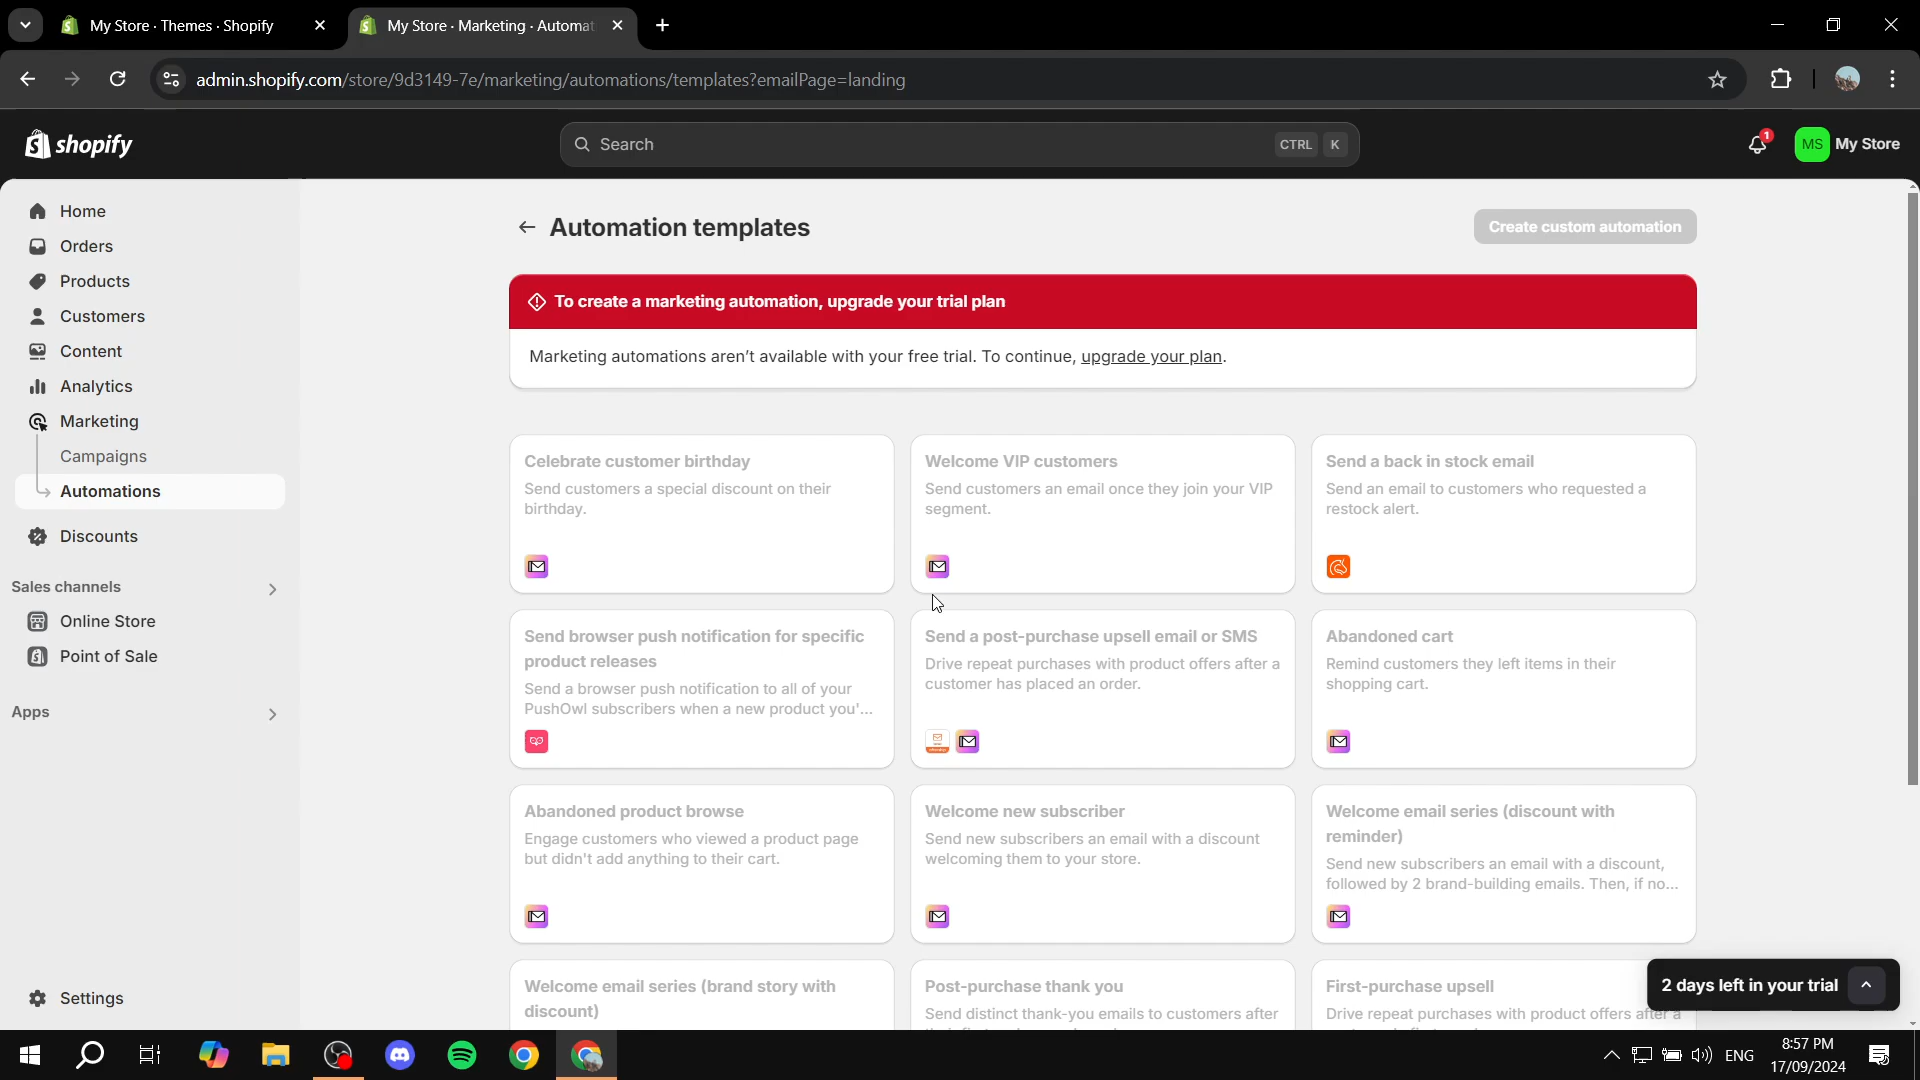 My Store · Themes · Shopify
My Store · Marketing · Automat
admin.shopify.com/store/9d3149-7e/marketing/automations/templates?emailPage=landing
shopify
Search
CTRL K
1
MS My Store
Home
Orders
Products
Customers
Content
Analytics
Marketing
Campaigns
Automations
Discounts
Sales channels
Online Store
Point of Sale
Apps
Settings
Automation templates
Create custom automation
To create a marketing automation, upgrade your trial plan
Marketing automations aren't available with your free trial. To continue, upgrade your plan.
Celebrate customer birthday
Send customers a special discount on their
birthday.
Welcome VIP customers
Send customers an email once they join your VIP
segment.
Send a back in stock email
Send an email to customers who requested a
restock alert.
Send browser push notification for specific
product releases
Send a browser push notification to all of your
PushOwl subscribers when a new product you'...
Send a post-purchase upsell email or SMS
Drive repeat purchases with product offers after a
customer has placed an order.
Abandoned cart
Remind customers they left items in their
shopping cart.
Abandoned product browse
Engage customers who viewed a product page
but didn't add anything to their cart.
Welcome new subscriber
Send new subscribers an email with a discount
welcoming them to your store.
Welcome email series (discount with
reminder)
Send new subscribers an email with a discount,
followed by 2 brand-building emails. Then, if no...
Welcome email series (brand story with
discount)
Post-purchase thank you
Send distinct thank-you emails to customers after
First-purchase upsell
Drive repeat purchases with product offers after a
2 days left in your trial
ENG
8:57 PM
17/09/2024